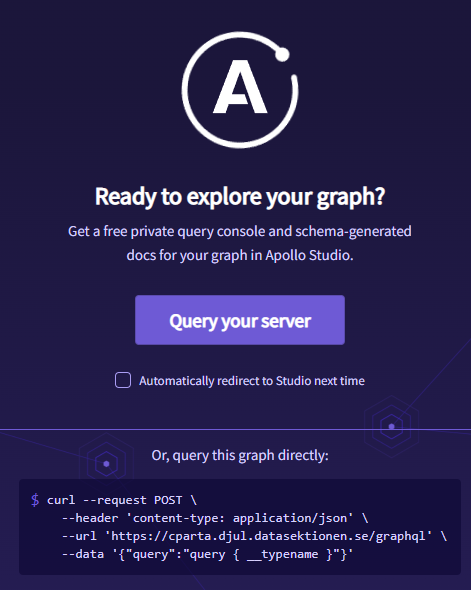 A
Ready to explore your graph?
Get a free private query console and schema-generated
docs for your graph in Apollo Studio.
Query your server
Automatically redirect to Studio next time
Or, query this graph directly:
$ curl --request POST \
--header 'content-type: application/json' \
--url 'https://cparta.djul.datasektionen.se/graphql' \
--data '{"query":"query { __typename }"}'